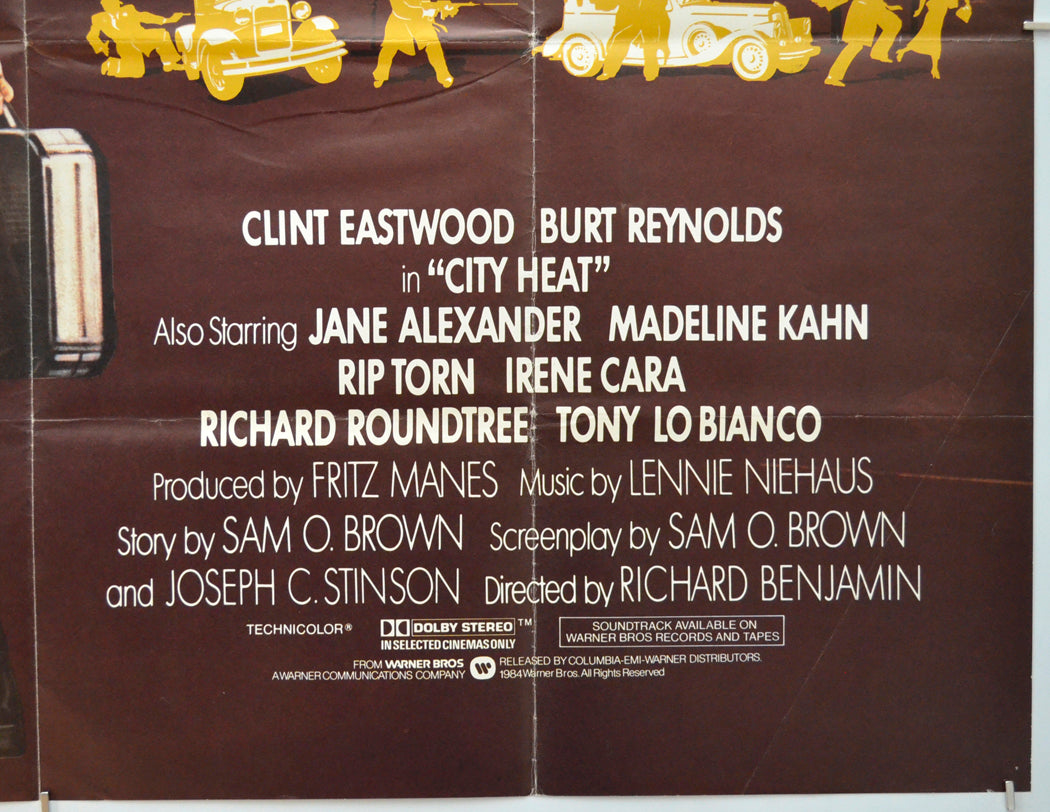 CLINT EASTWOOD BURT REYNOLDS
in "CITY HEAT"
Also Starring JANE ALEXANDER MADELINE KAHN
RIP TORN IRENE CARA
RICHARD ROUNDTREE TONY LO BIANCO
Produced by FRITZ MANES Music by LENNIE NIEHAUS
Story by SAM O. BROWN Screenplay by SAM O. BROWN
and JOSEPH C. STINSON Directed by RICHARD BENJAMIN
TECHNICOLOR®
DOLBY STEREO ™
IN SELECTED CINEMAS ONLY
SOUNDTRACK AVAILABLE ON
WARNER BROS RECORDS AND TAPES
FROM WARNER BROS
A WARNER COMMUNICATIONS COMPANY
RELEASED BY COLUMBIA-EMI-WARNER DISTRIBUTORS.
1984 Warner Bros. All Rights Reserved